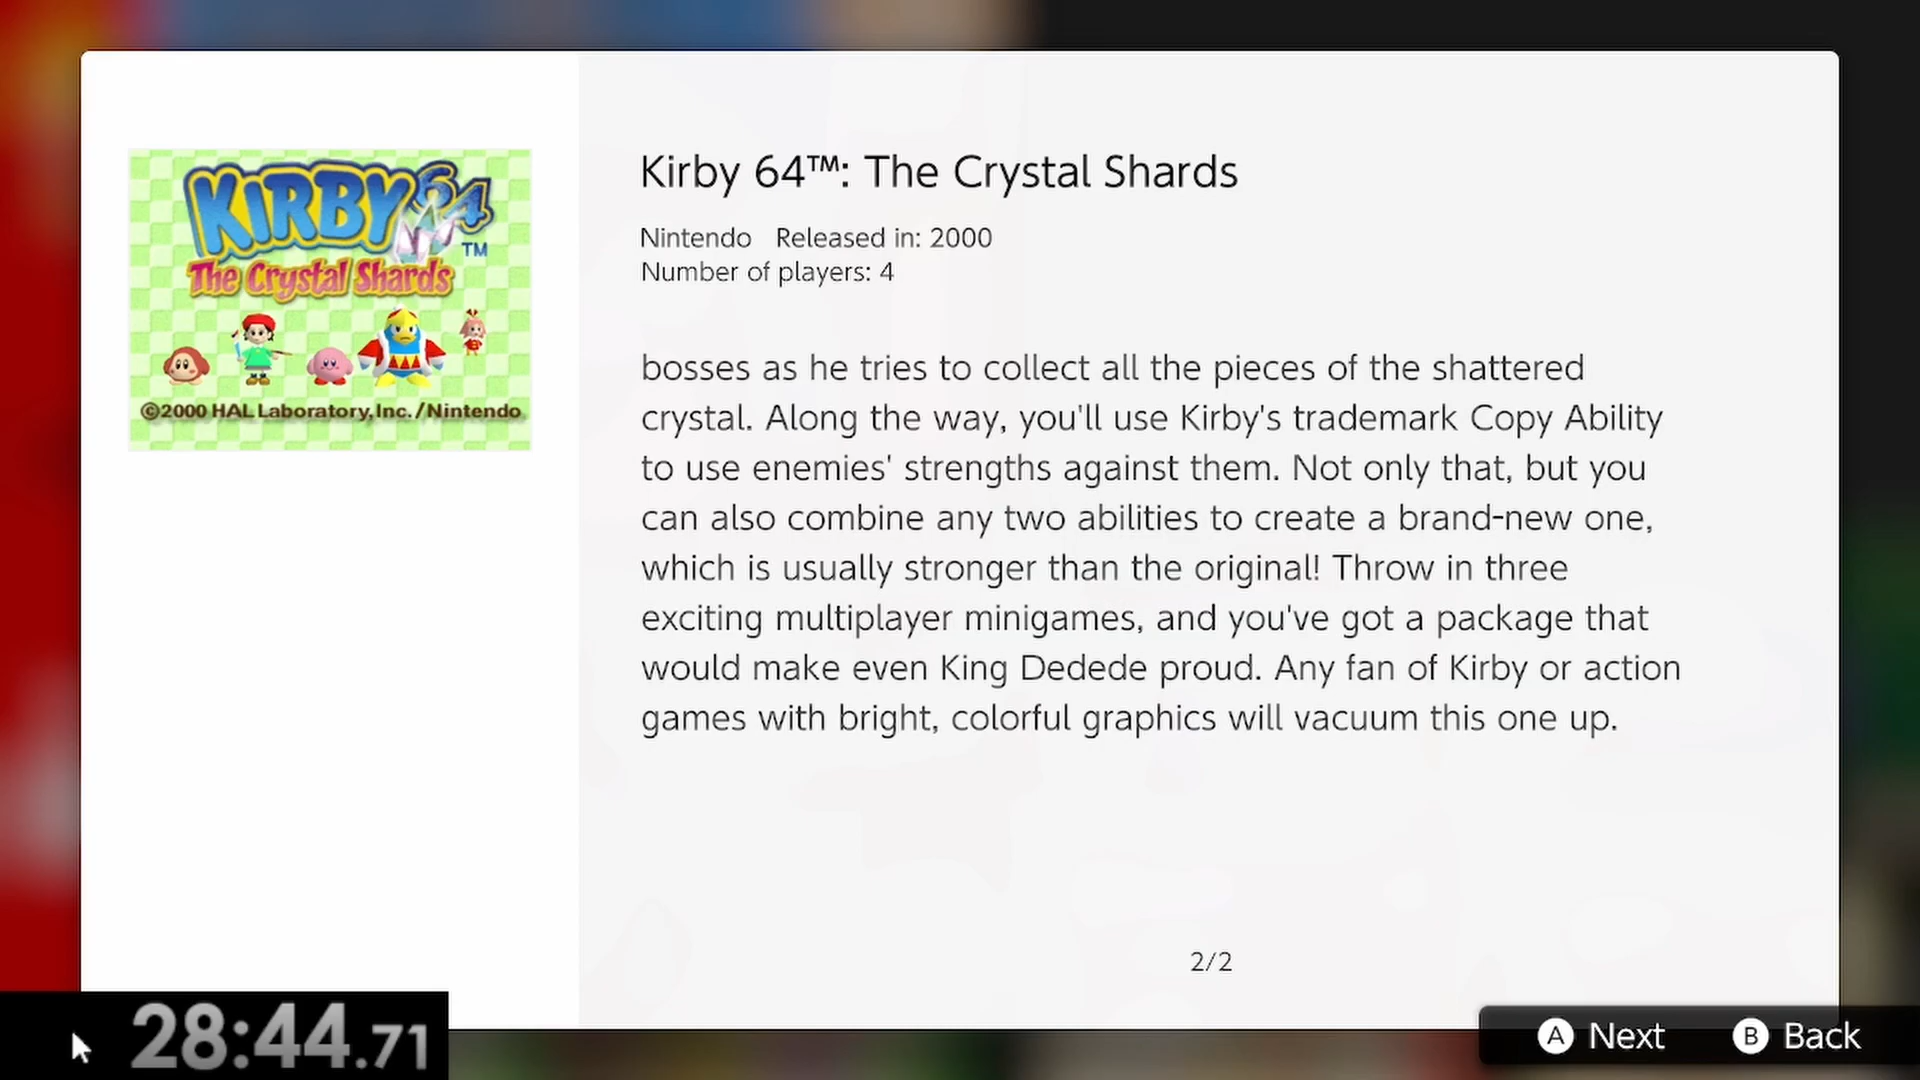 KIRBY 64
TM
The Crystal Shards
©2000 HAL Laboratory, Inc./Nintendo
Kirby 64™: The Crystal Shards
Nintendo Released in: 2000
Number of players: 4
bosses as he tries to collect all the pieces of the shattered
crystal. Along the way, you'll use Kirby's trademark Copy Ability
to use enemies' strengths against them. Not only that, but you
can also combine any two abilities to create a brand-new one,
which is usually stronger than the original! Throw in three
exciting multiplayer minigames, and you've got a package that
would make even King Dedede proud. Any fan of Kirby or action
games with bright, colorful graphics will vacuum this one up.
2/2
28:44.71
A Next B Back